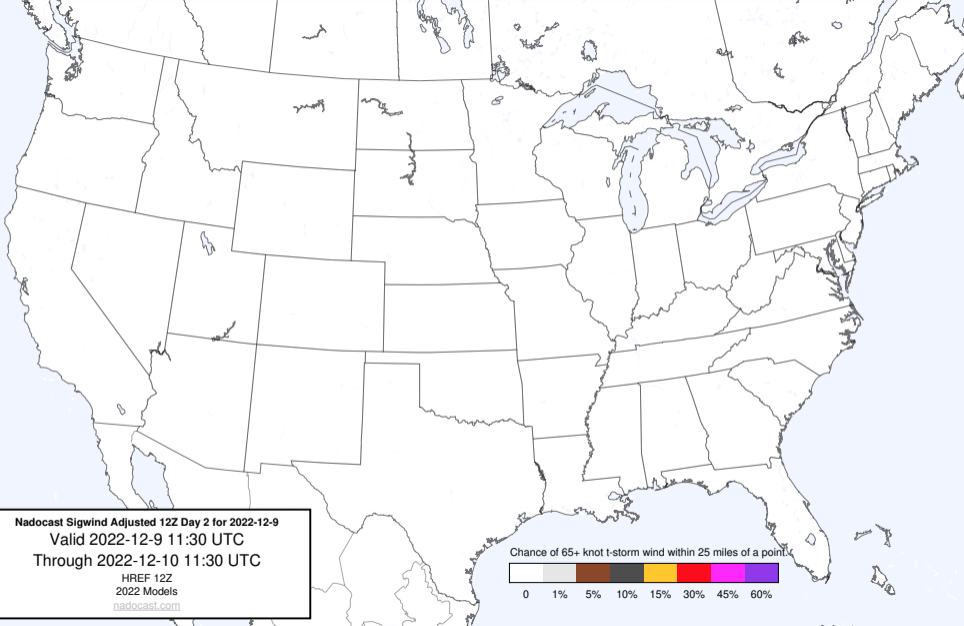 Nadocast Sigwind Adjusted 12Z Day 2 for 2022-12-9
Valid 2022-12-9 11:30 UTC
Through 2022-12-10 11:30 UTC
HREF 12Z
2022 Models
nadocast.com
Chance of 65+ knot t-storm wind within 25 miles of a point.
0 1% 5% 10% 15% 30% 45% 60%